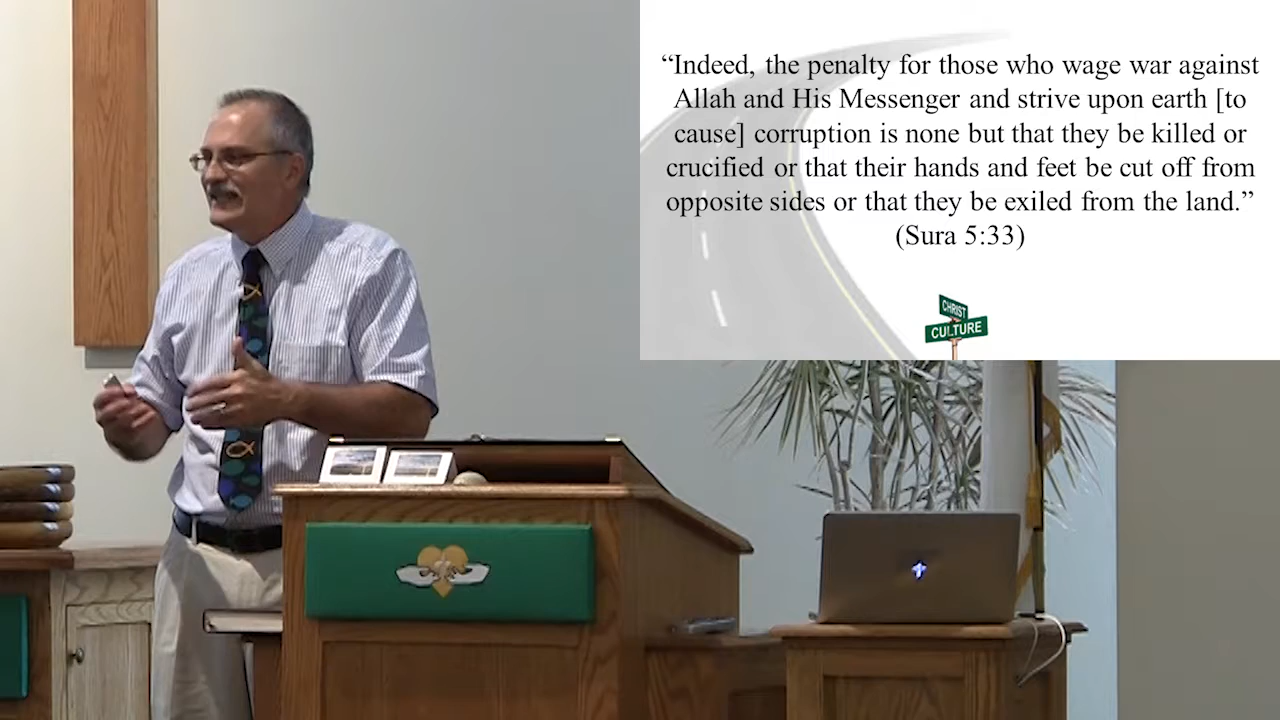 “Indeed, the penalty for those who wage war against
Allah and His Messenger and strive upon earth [to
cause] corruption is none but that they be killed or
crucified or that their hands and feet be cut off from
opposite sides or that they be exiled from the land.”
(Sura 5:33)
CHRIST
CULTURE